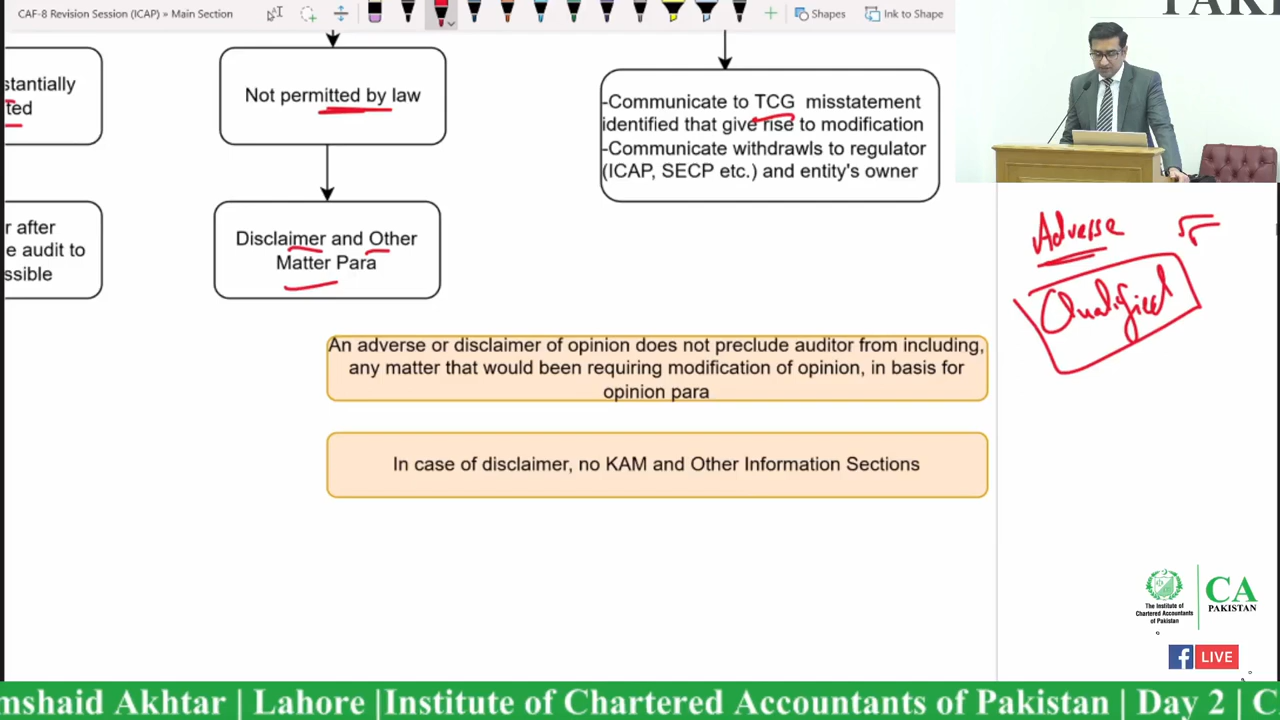 CAF-8 Revision Session (ICAP) » Main Section
Shapes
Ink to Shape
stantially
ted
Not permitted by law
-Communicate to TCG misstatement
identified that give rise to modification
-Communicate withdrawls to regulator
(ICAP, SECP etc.) and entity's owner
r after
e audit to
ssible
Disclaimer and Other
Matter Para
Adverse
Qualified
An adverse or disclaimer of opinion does not preclude auditor from including,
any matter that would been requiring modification of opinion, in basis for
opinion para
In case of disclaimer, no KAM and Other Information Sections
The Institute of
Chartered Accountants
of Pakistan
CA
PAKISTAN
f LIVE
mshaid Akhtar | Lahore |Institute of Chartered Accountants of Pakistan | Day 2 | C